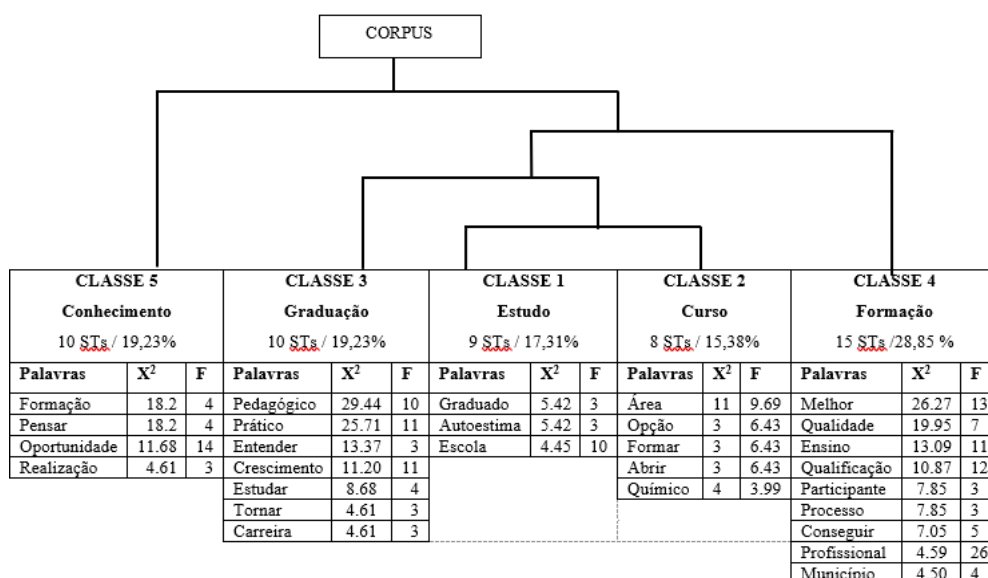 CORPUS
CLASSE 5
Conhecimento
10 STs / 19,23%
Palavras X² F
Formação 18.2 4
Pensar 18.2 4
Oportunidade 11.68 14
Realização 4.61 3
CLASSE 3
Graduação
10 STs / 19,23%
Palavras X² F
Pedagógico 29.44 10
Prático 25.71 11
Entender 13.37 3
Crescimento 11.20 11
Estudar 8.68 4
Tornar 4.61 3
Carreira 4.61 3
CLASSE 1
Estudo
9 STs / 17,31%
Palavras X² F
Graduado 5.42 3
Autoestima 5.42 3
Escola 4.45 10
CLASSE 2
Curso
8 STs / 15,38%
Palavras X² F
Área 11 9.69
Opção 3 6.43
Formar 3 6.43
Abrir 3 6.43
Químico 4 3.99
CLASSE 4
Formação
15 STs /28,85 %
Palavras X² F
Melhor 26.27 13
Qualidade 19.95 7
Ensino 13.09 11
Qualificação 10.87 12
Participante 7.85 3
Processo 7.85 3
Conseguir 7.05 5
Profissional 4.59 26
Município 4.50 4